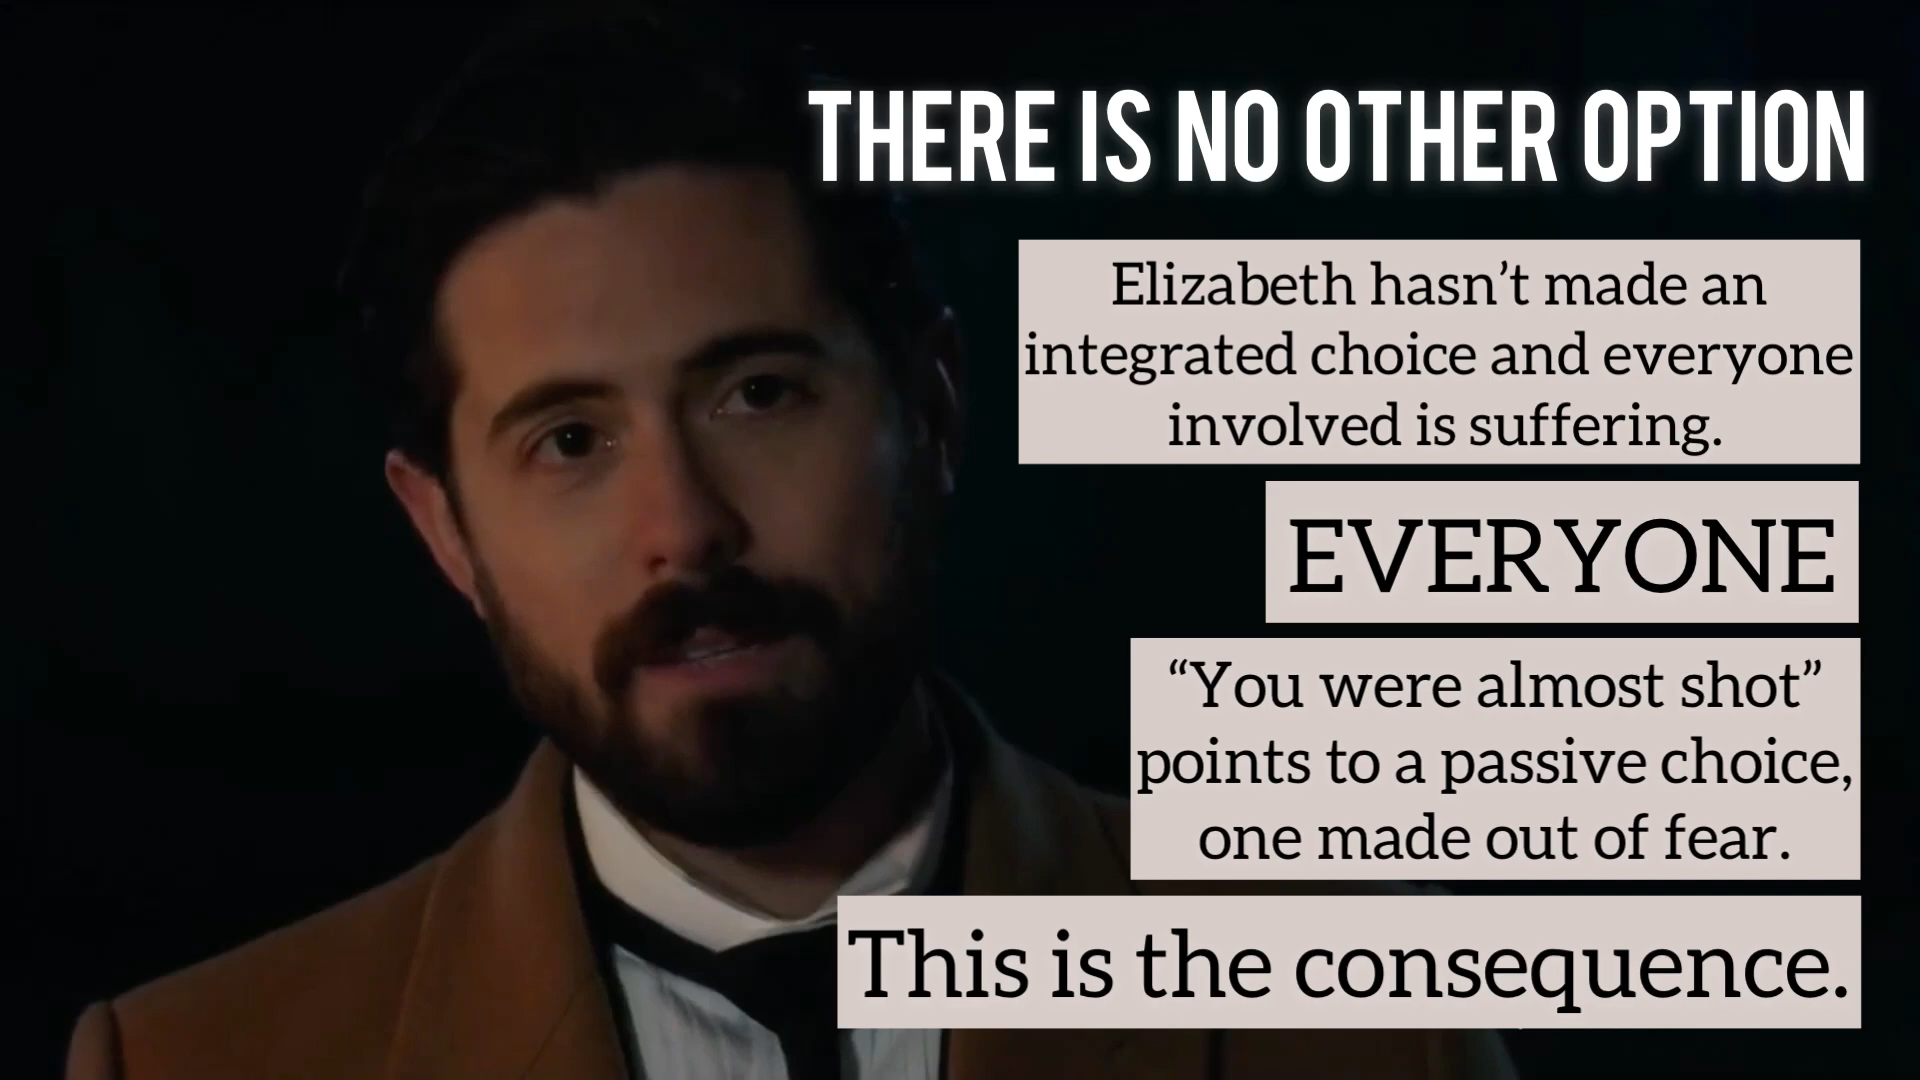 THERE IS NO OTHER OPTION
Elizabeth hasn’t made an
integrated choice and everyone
involved is suffering.
EVERYONE
“You were almost shot”
points to a passive choice,
one made out of fear.
This is the consequence.